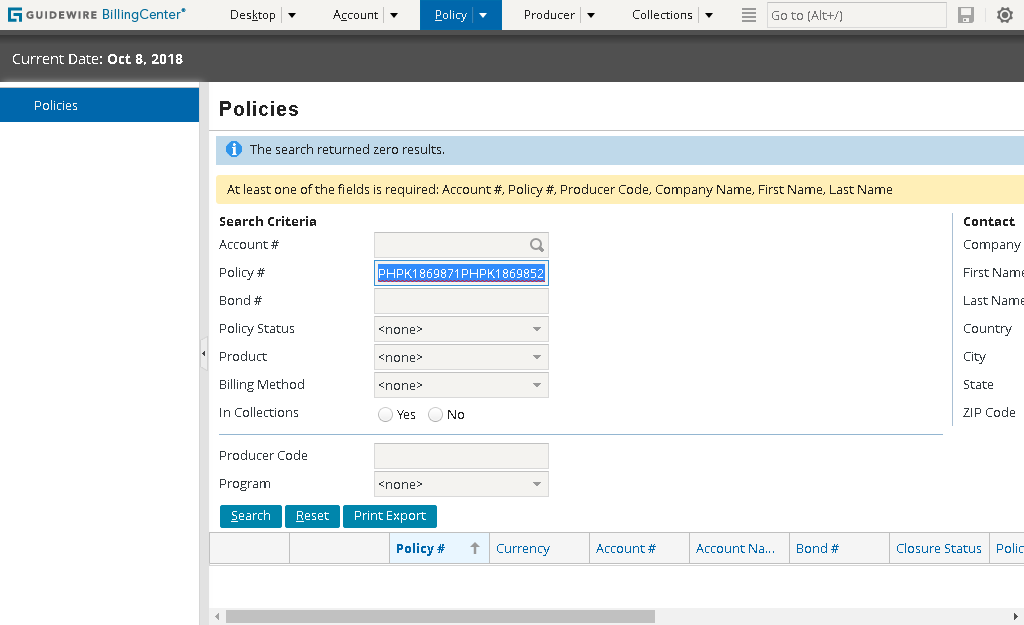 GUIDEWIRE BillingCenter® Desktop Account Policy Producer Collections Go to (Alt+/)
Current Date: Oct 8, 2018
Policies
Policies
The search returned zero results.
At least one of the fields is required: Account #, Policy #, Producer Code, Company Name, First Name, Last Name
Search Criteria
Account #
Policy # PHPK1869871PHPK1869852
Bond #
Policy Status <none>
Product <none>
Billing Method <none>
In Collections Yes No
Producer Code
Program <none>
Contact
Company
First Name
Last Name
Country
City
State
ZIP Code
Search Reset Print Export
Policy # Currency Account # Account Na... Bond # Closure Status Polic